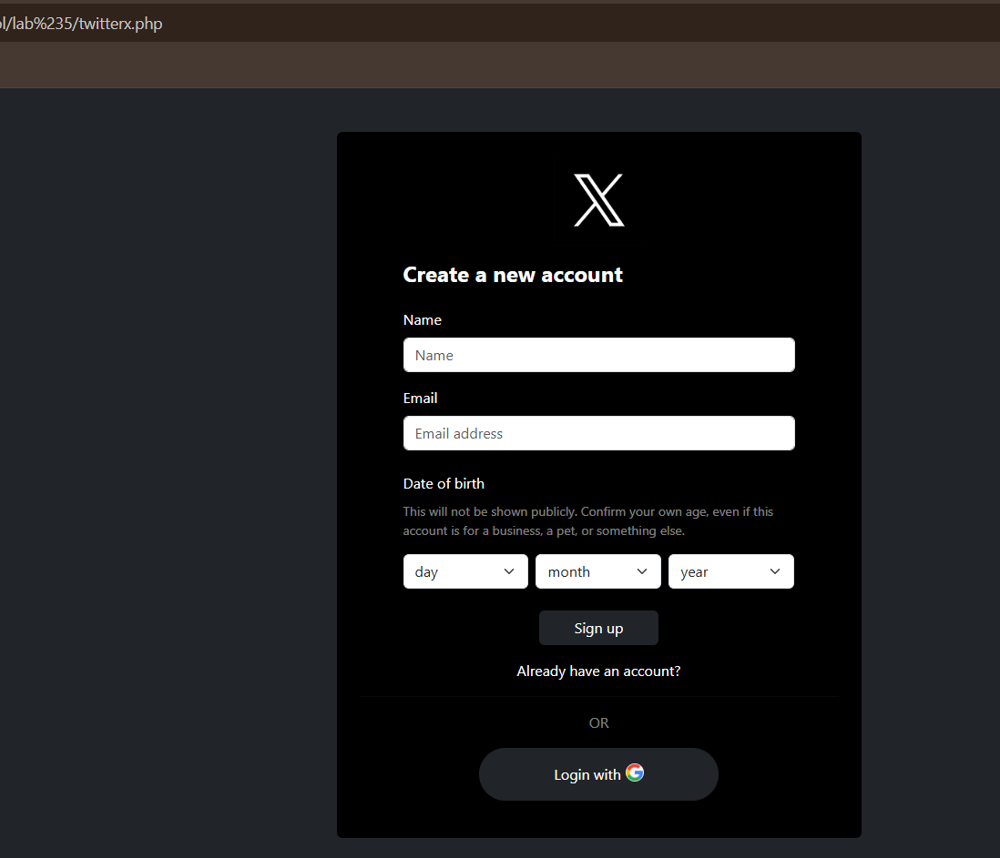 l/lab%235/twitterx.php
X
Create a new account
Name
Name
Email
Email address
Date of birth
This will not be shown publicly. Confirm your own age, even if this
account is for a business, a pet, or something else.
day month year
Sign up
Already have an account?
OR
Login with G